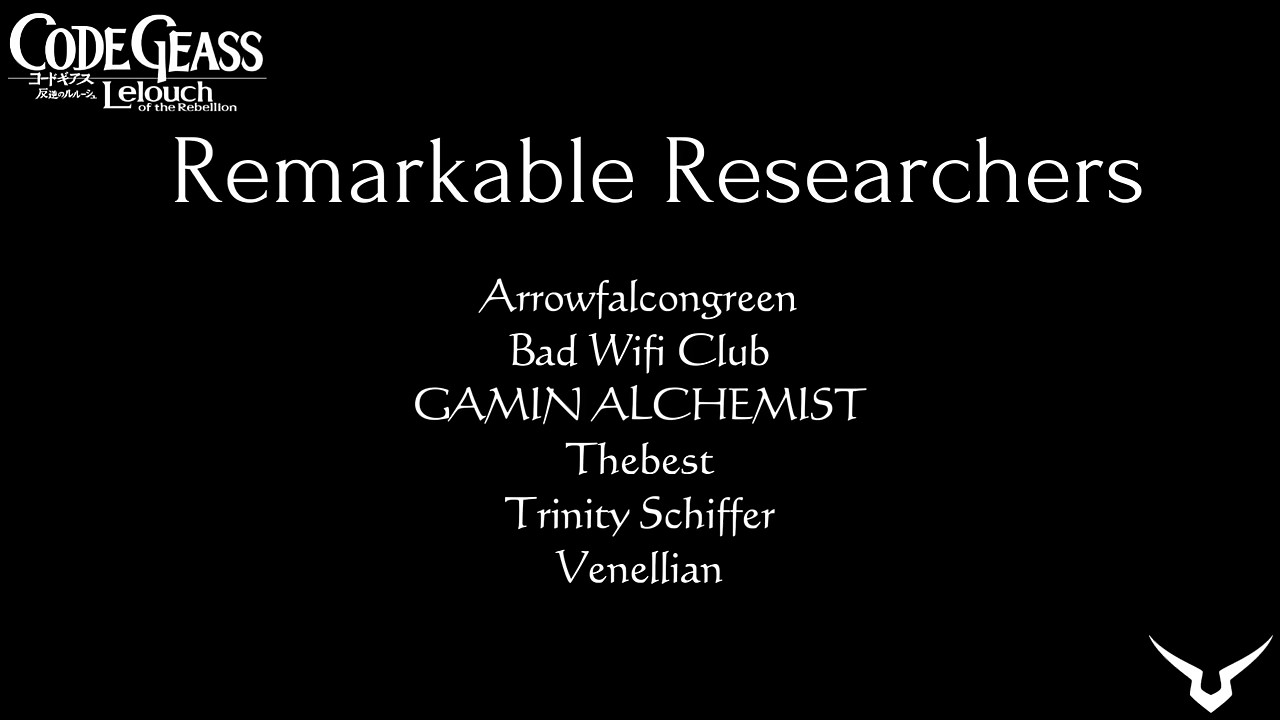 CODE GEASS
コードギアス
反逆のルルーシュ
Lelouch
of the Rebellion
Remarkable Researchers
Arrowfalcongreen
Bad Wifi Club
GAMIN ALCHEMIST
Thebest
Trinity Schiffer
Venellian